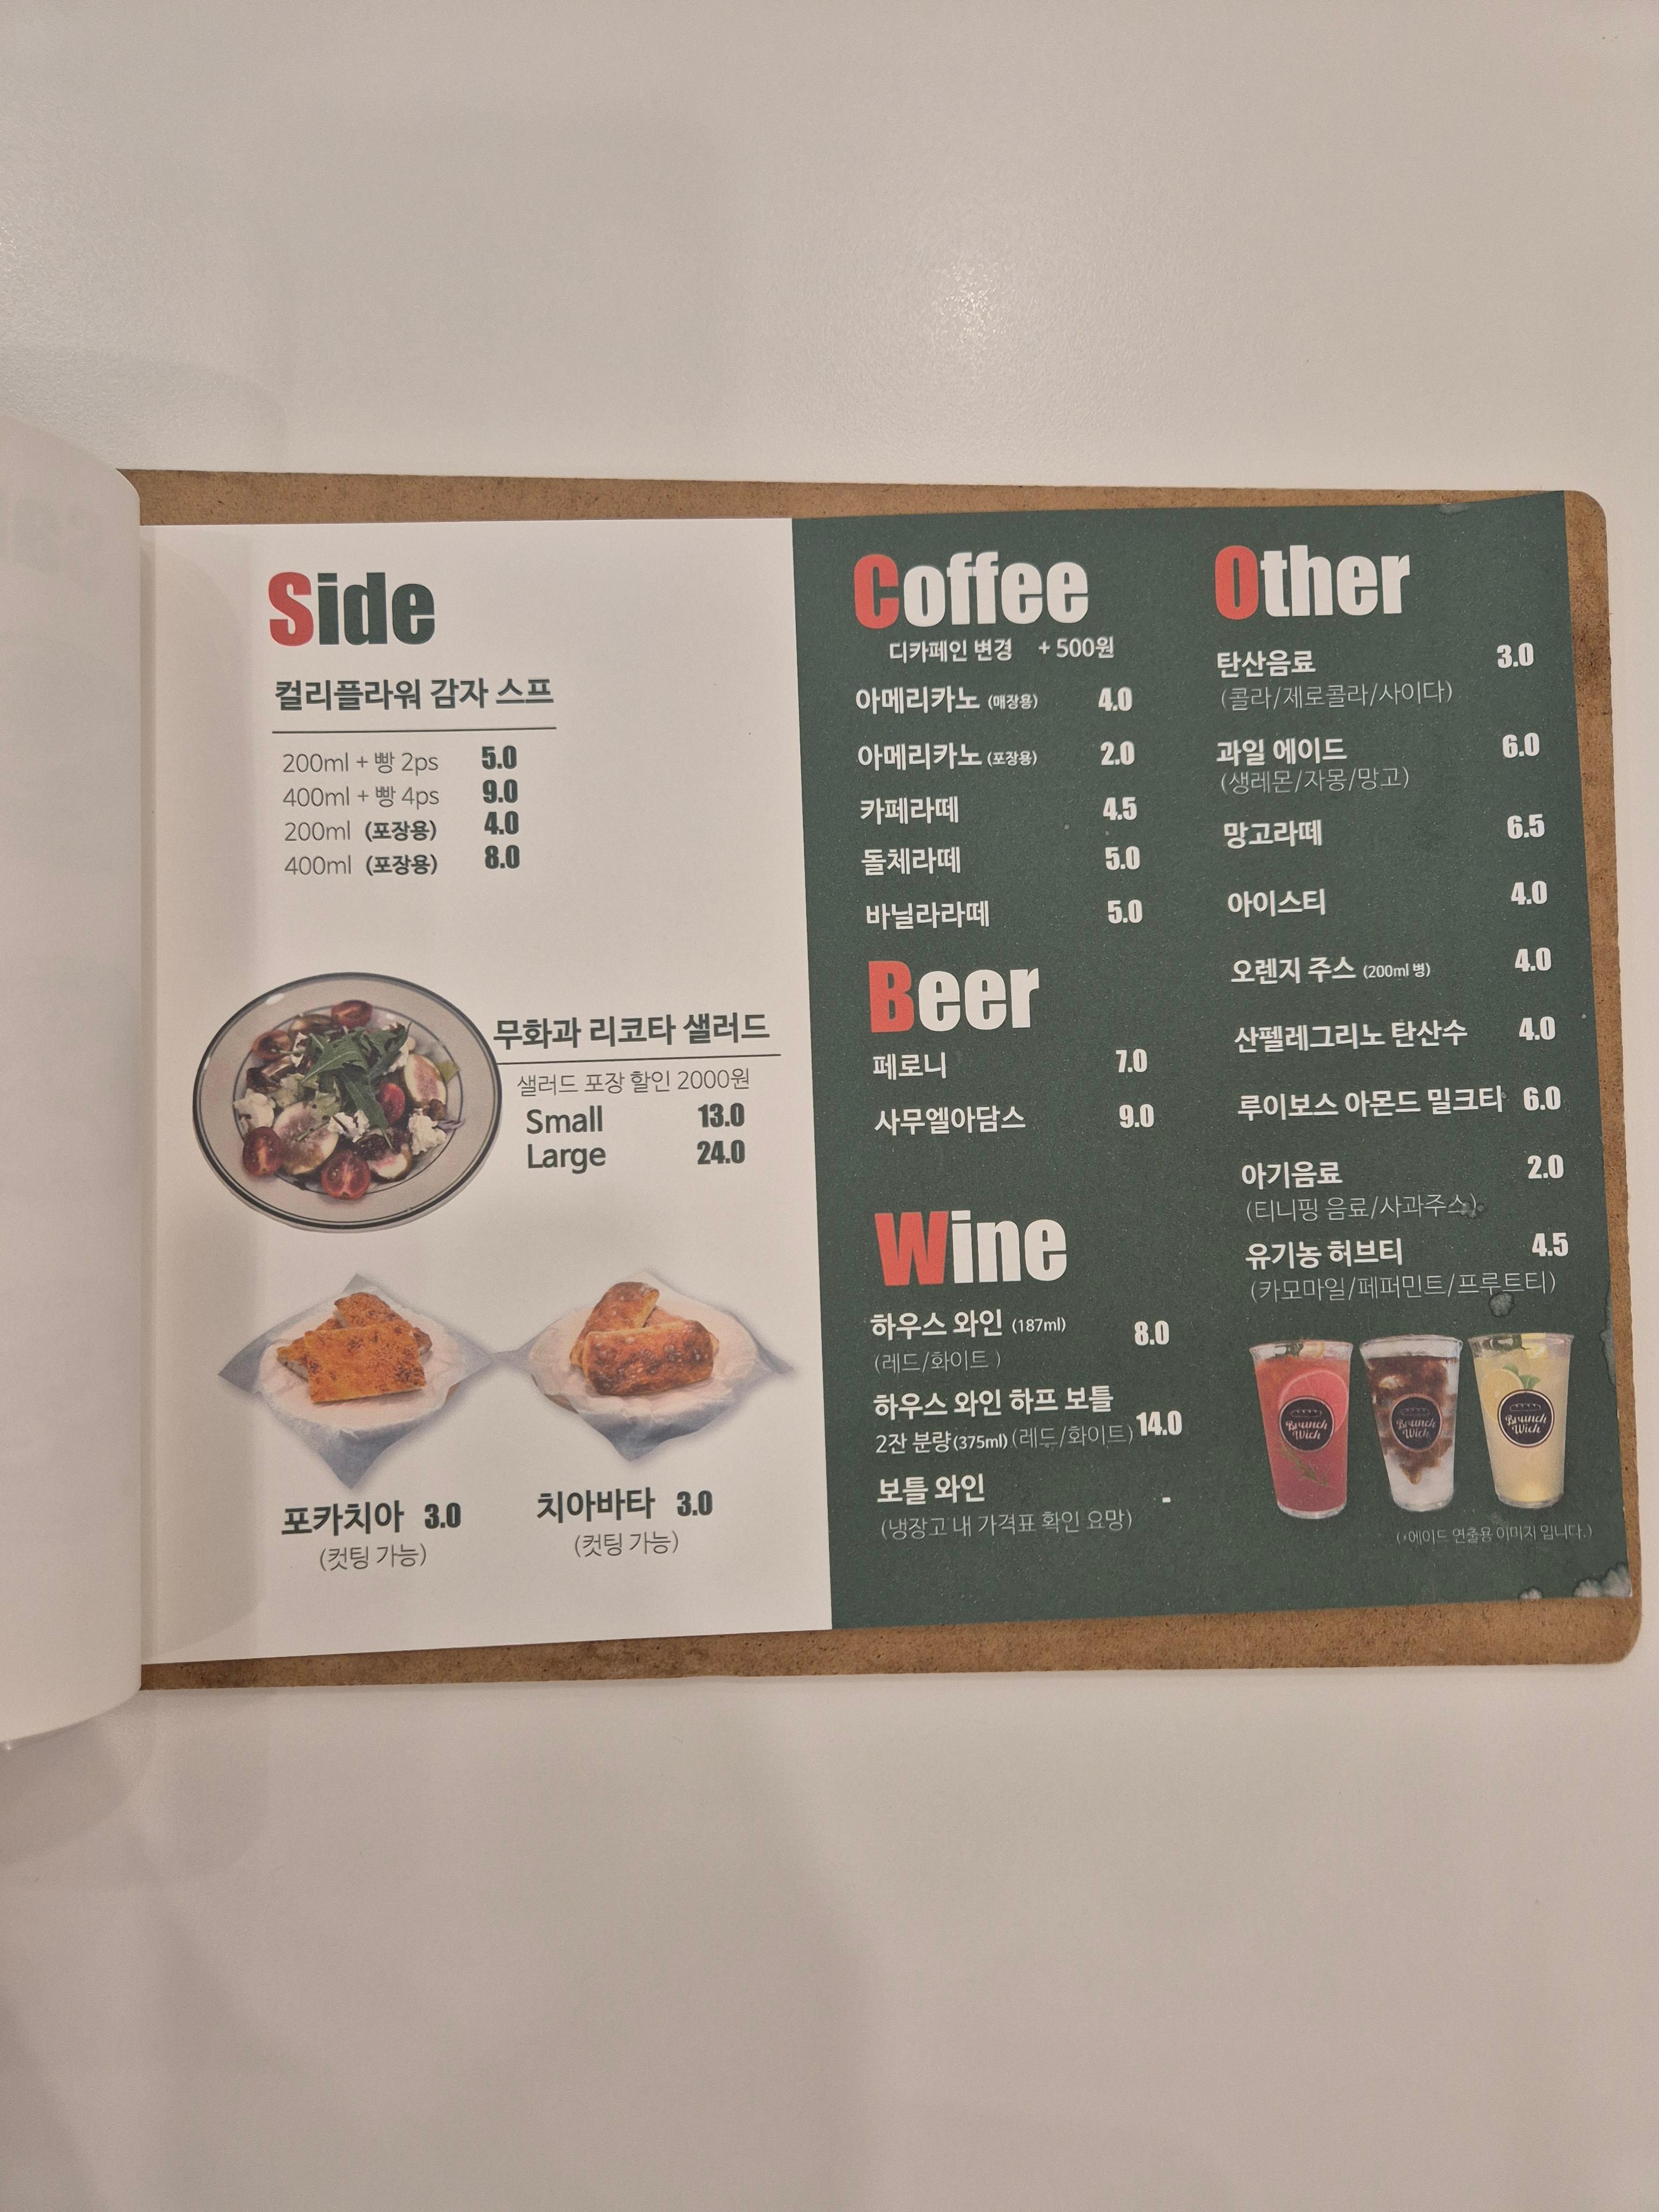 Side
컬리플라워 감자 스프
200ml + 빵 2ps 5.0
400ml + 빵 4ps 9.0
200ml (포장용) 4.0
400ml (포장용) 8.0
무화과 리코타 샐러드
샐러드 포장 할인 2000원
Small 13.0
Large 24.0
포카치아 3.0
(컷팅 가능)
치아바타 3.0
(컷팅 가능)
Coffee
디카페인 변경 + 500원
아메리카노 (매장용) 4.0
아메리카노 (포장용) 2.0
카페라떼 4.5
돌체라떼 5.0
바닐라라떼 5.0
Beer
페로니 7.0
사무엘아담스 9.0
Wine
하우스 와인 (187ml) 8.0
(레드/화이트 )
하우스 와인 하프 보틀
2잔 분량(375ml) (레드/화이트) 14.0
보틀 와인 -
(냉장고 내 가격표 확인 요망)
Other
탄산음료 3.0
(콜라/제로콜라/사이다)
과일 에이드 6.0
(생레몬/자몽/망고)
망고라떼 6.5
아이스티 4.0
오렌지 주스 (200ml 병) 4.0
산펠레그리노 탄산수 4.0
루이보스 아몬드 밀크티 6.0
아기음료 2.0
(티니핑 음료/사과주스)
유기농 허브티 4.5
(카모마일/페퍼민트/프루트티)
Brunch
Wich
Brunch
Wich
Brunch
Wich
에이드 연출용 이미지 입니다.)